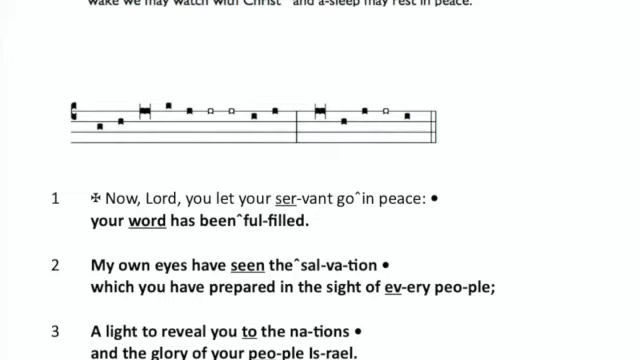 wake we may watch with Christ ^ and a-sleep may rest in peace.
1 ✠ Now, Lord, you let your ser-vant go^in peace: •
your word has been^ful-filled.
2 My own eyes have seen the^sal-va-tion •
which you have prepared in the sight of ev-ery peo-ple;
3 A light to reveal you to the na-tions •
and the glory of your peo-ple Is-rael.